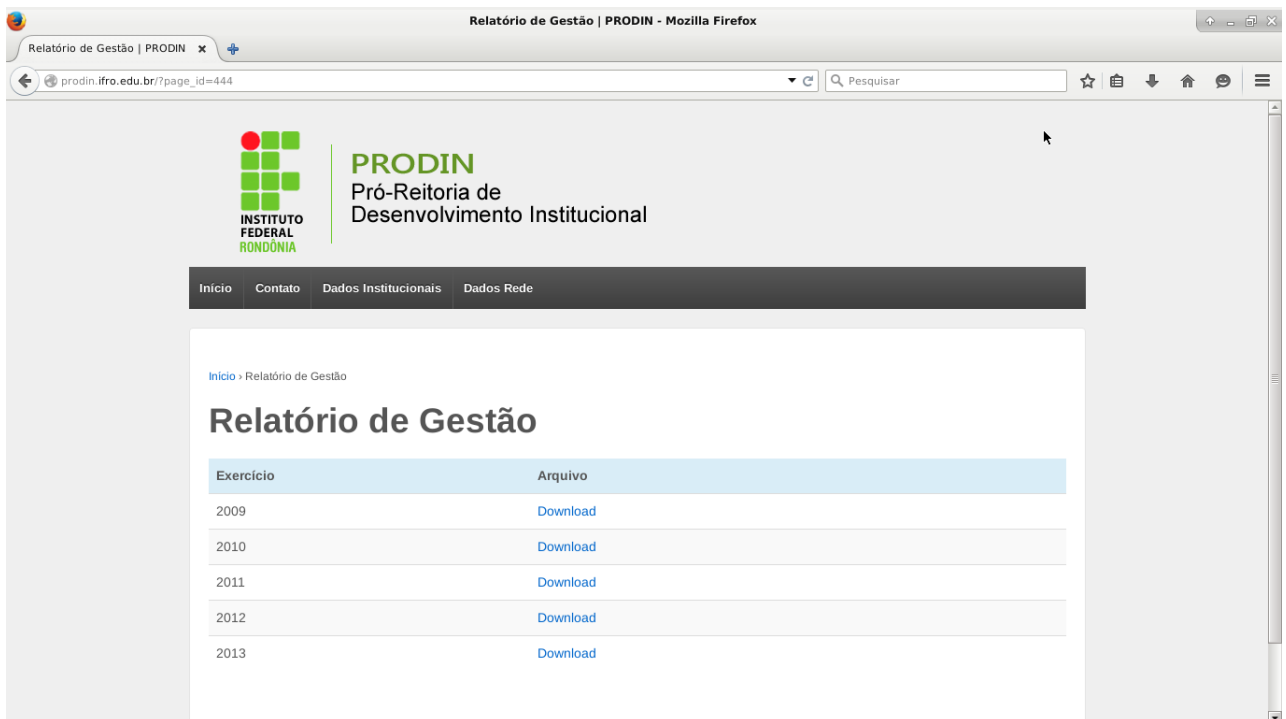 Relatório de Gestão | PRODIN - Mozilla Firefox
Relatório de Gestão | PRODIN
prodin.ifro.edu.br/?page_id=444
Pesquisar
INSTITUTO
FEDERAL
RONDÔNIA
PRODIN
Pró-Reitoria de
Desenvolvimento Institucional
Início Contato Dados Institucionais Dados Rede
Início › Relatório de Gestão
Relatório de Gestão
Exercício Arquivo
2009 Download
2010 Download
2011 Download
2012 Download
2013 Download